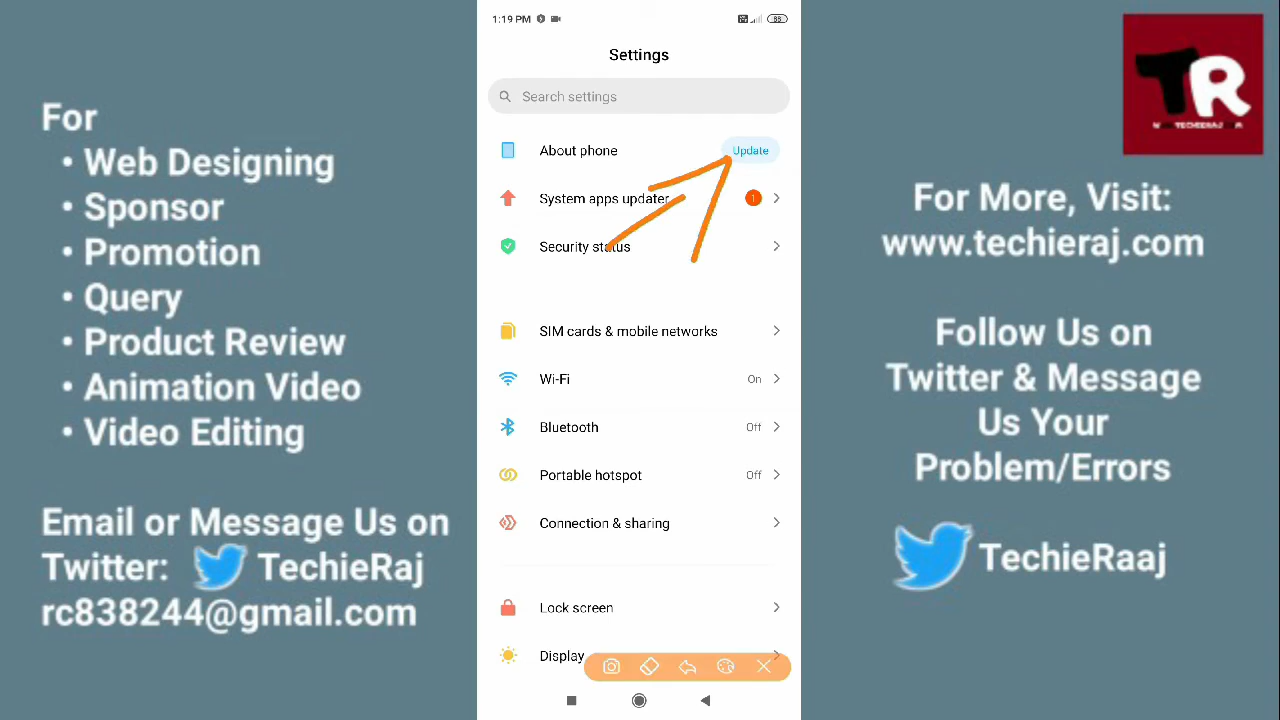 For
• Web Designing
• Sponsor
• Promotion
• Query
• Product Review
• Animation Video
• Video Editing
Email or Message Us on
Twitter: TechieRaj
rc838244@gmail.com
1:19 PM
88
Settings
Search settings
About phone Update
System apps updater 1
Security status
SIM cards & mobile networks
Wi-Fi On
Bluetooth Off
Portable hotspot Off
Connection & sharing
Lock screen
Display
TR
For More, Visit:
www.techieraj.com
Follow Us on
Twitter & Message
Us Your
Problem/Errors
TechieRaaj